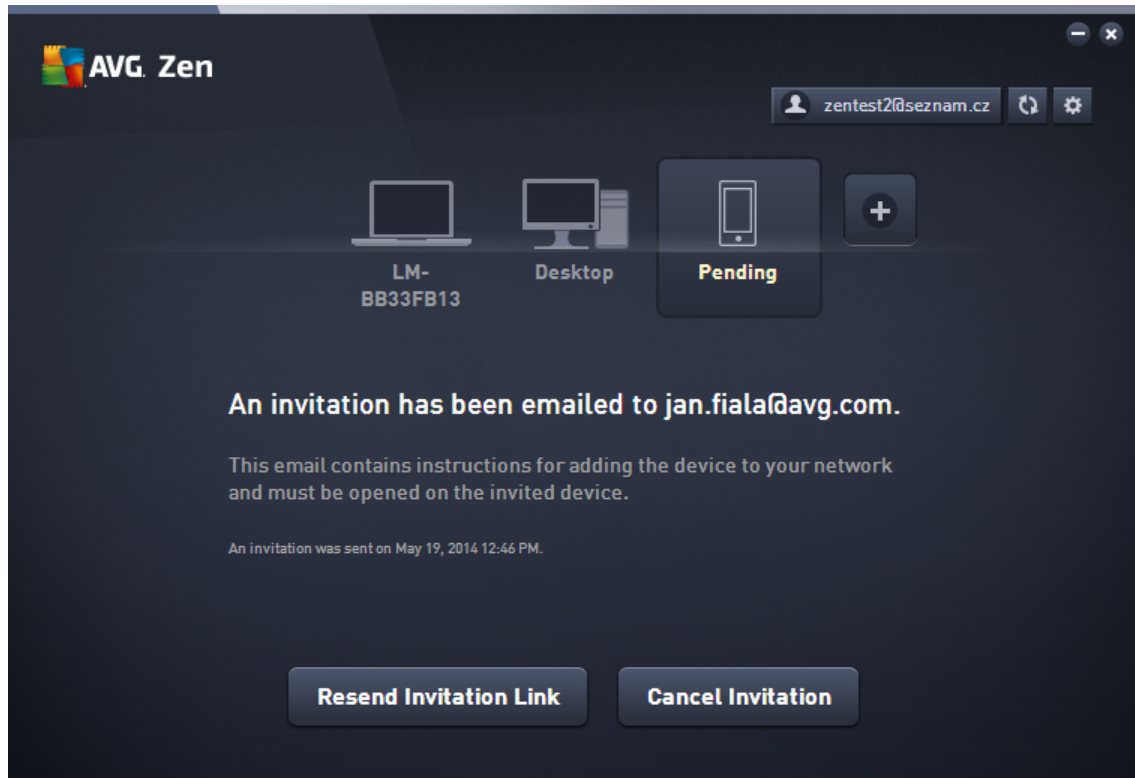 AVG. Zen
zentest2@seznam.cz
LM-
BB33FB13
Desktop
Pending
An invitation has been emailed to jan.fiala@avg.com.
This email contains instructions for adding the device to your network
and must be opened on the invited device.
An invitation was sent on May 19, 2014 12:46 PM.
Resend Invitation Link
Cancel Invitation